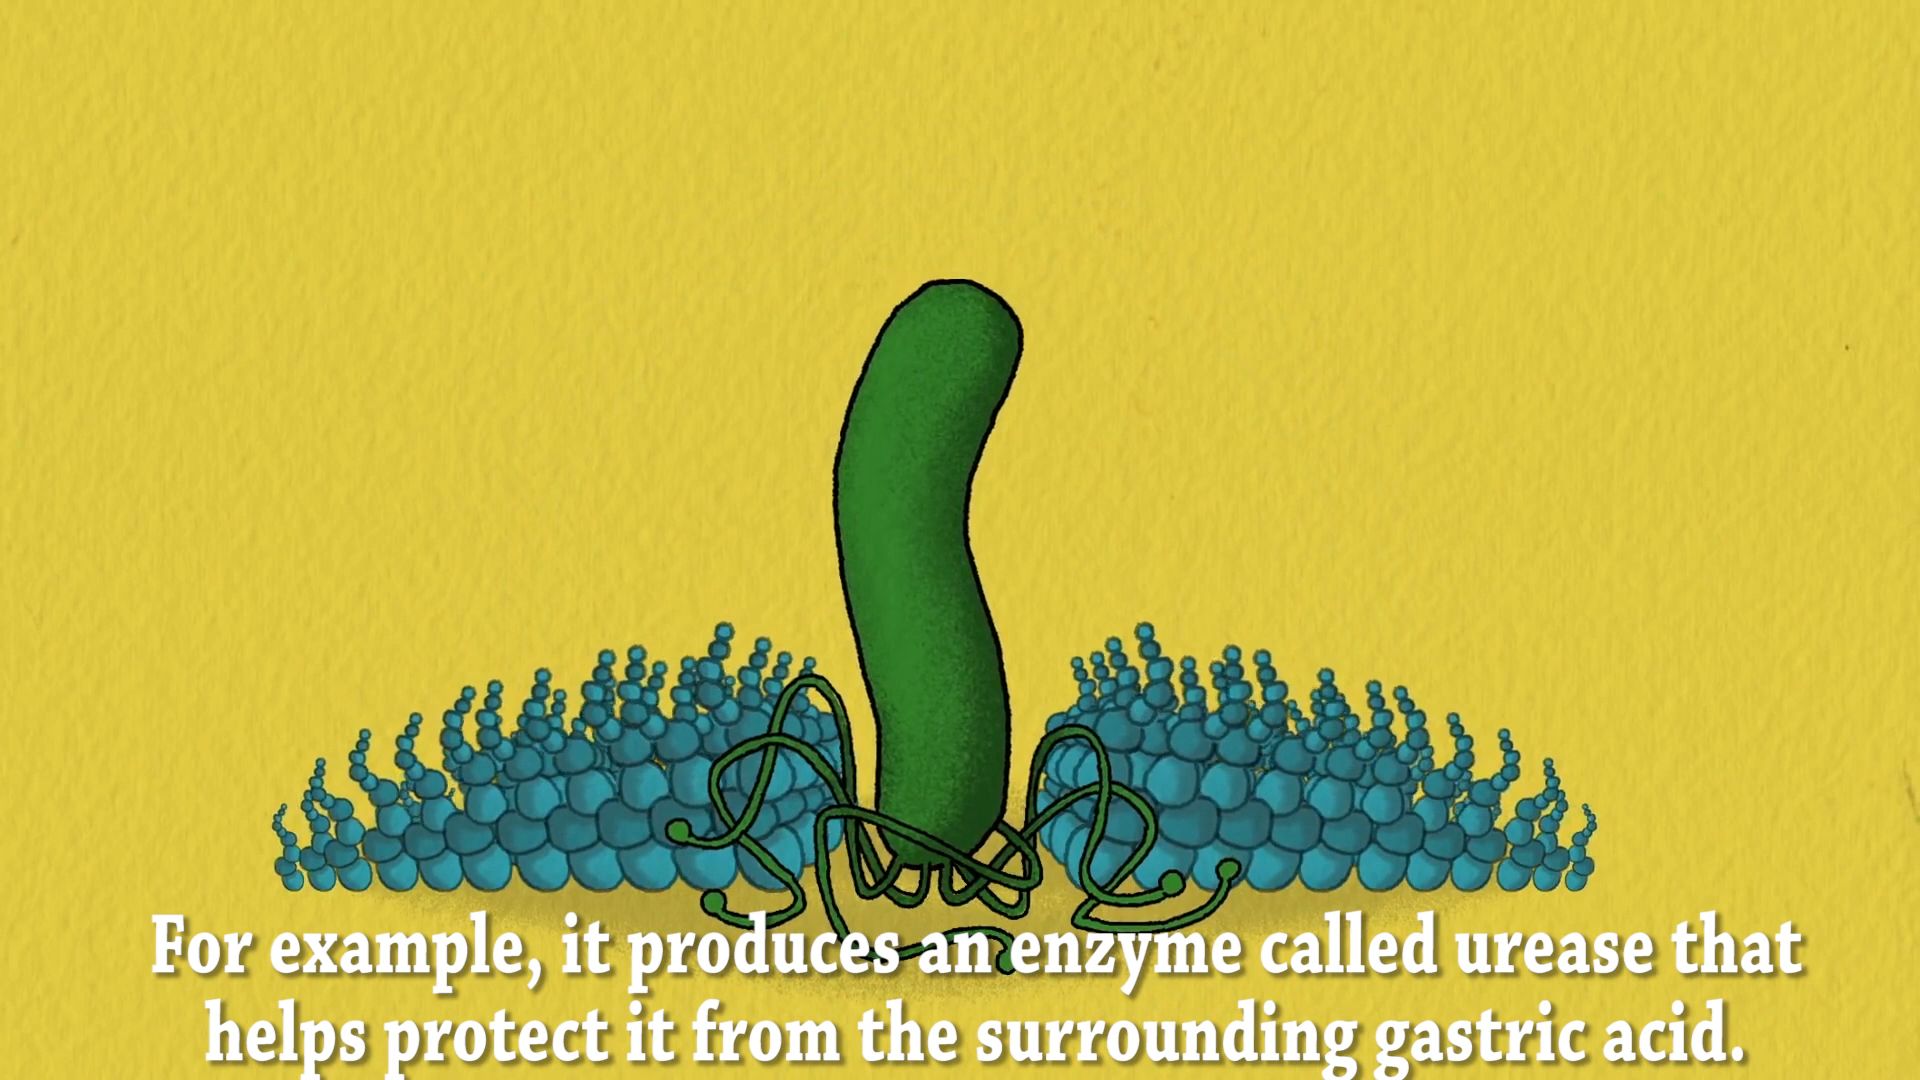 For example, it produces an enzyme called urease that
helps protect it from the surrounding gastric acid.